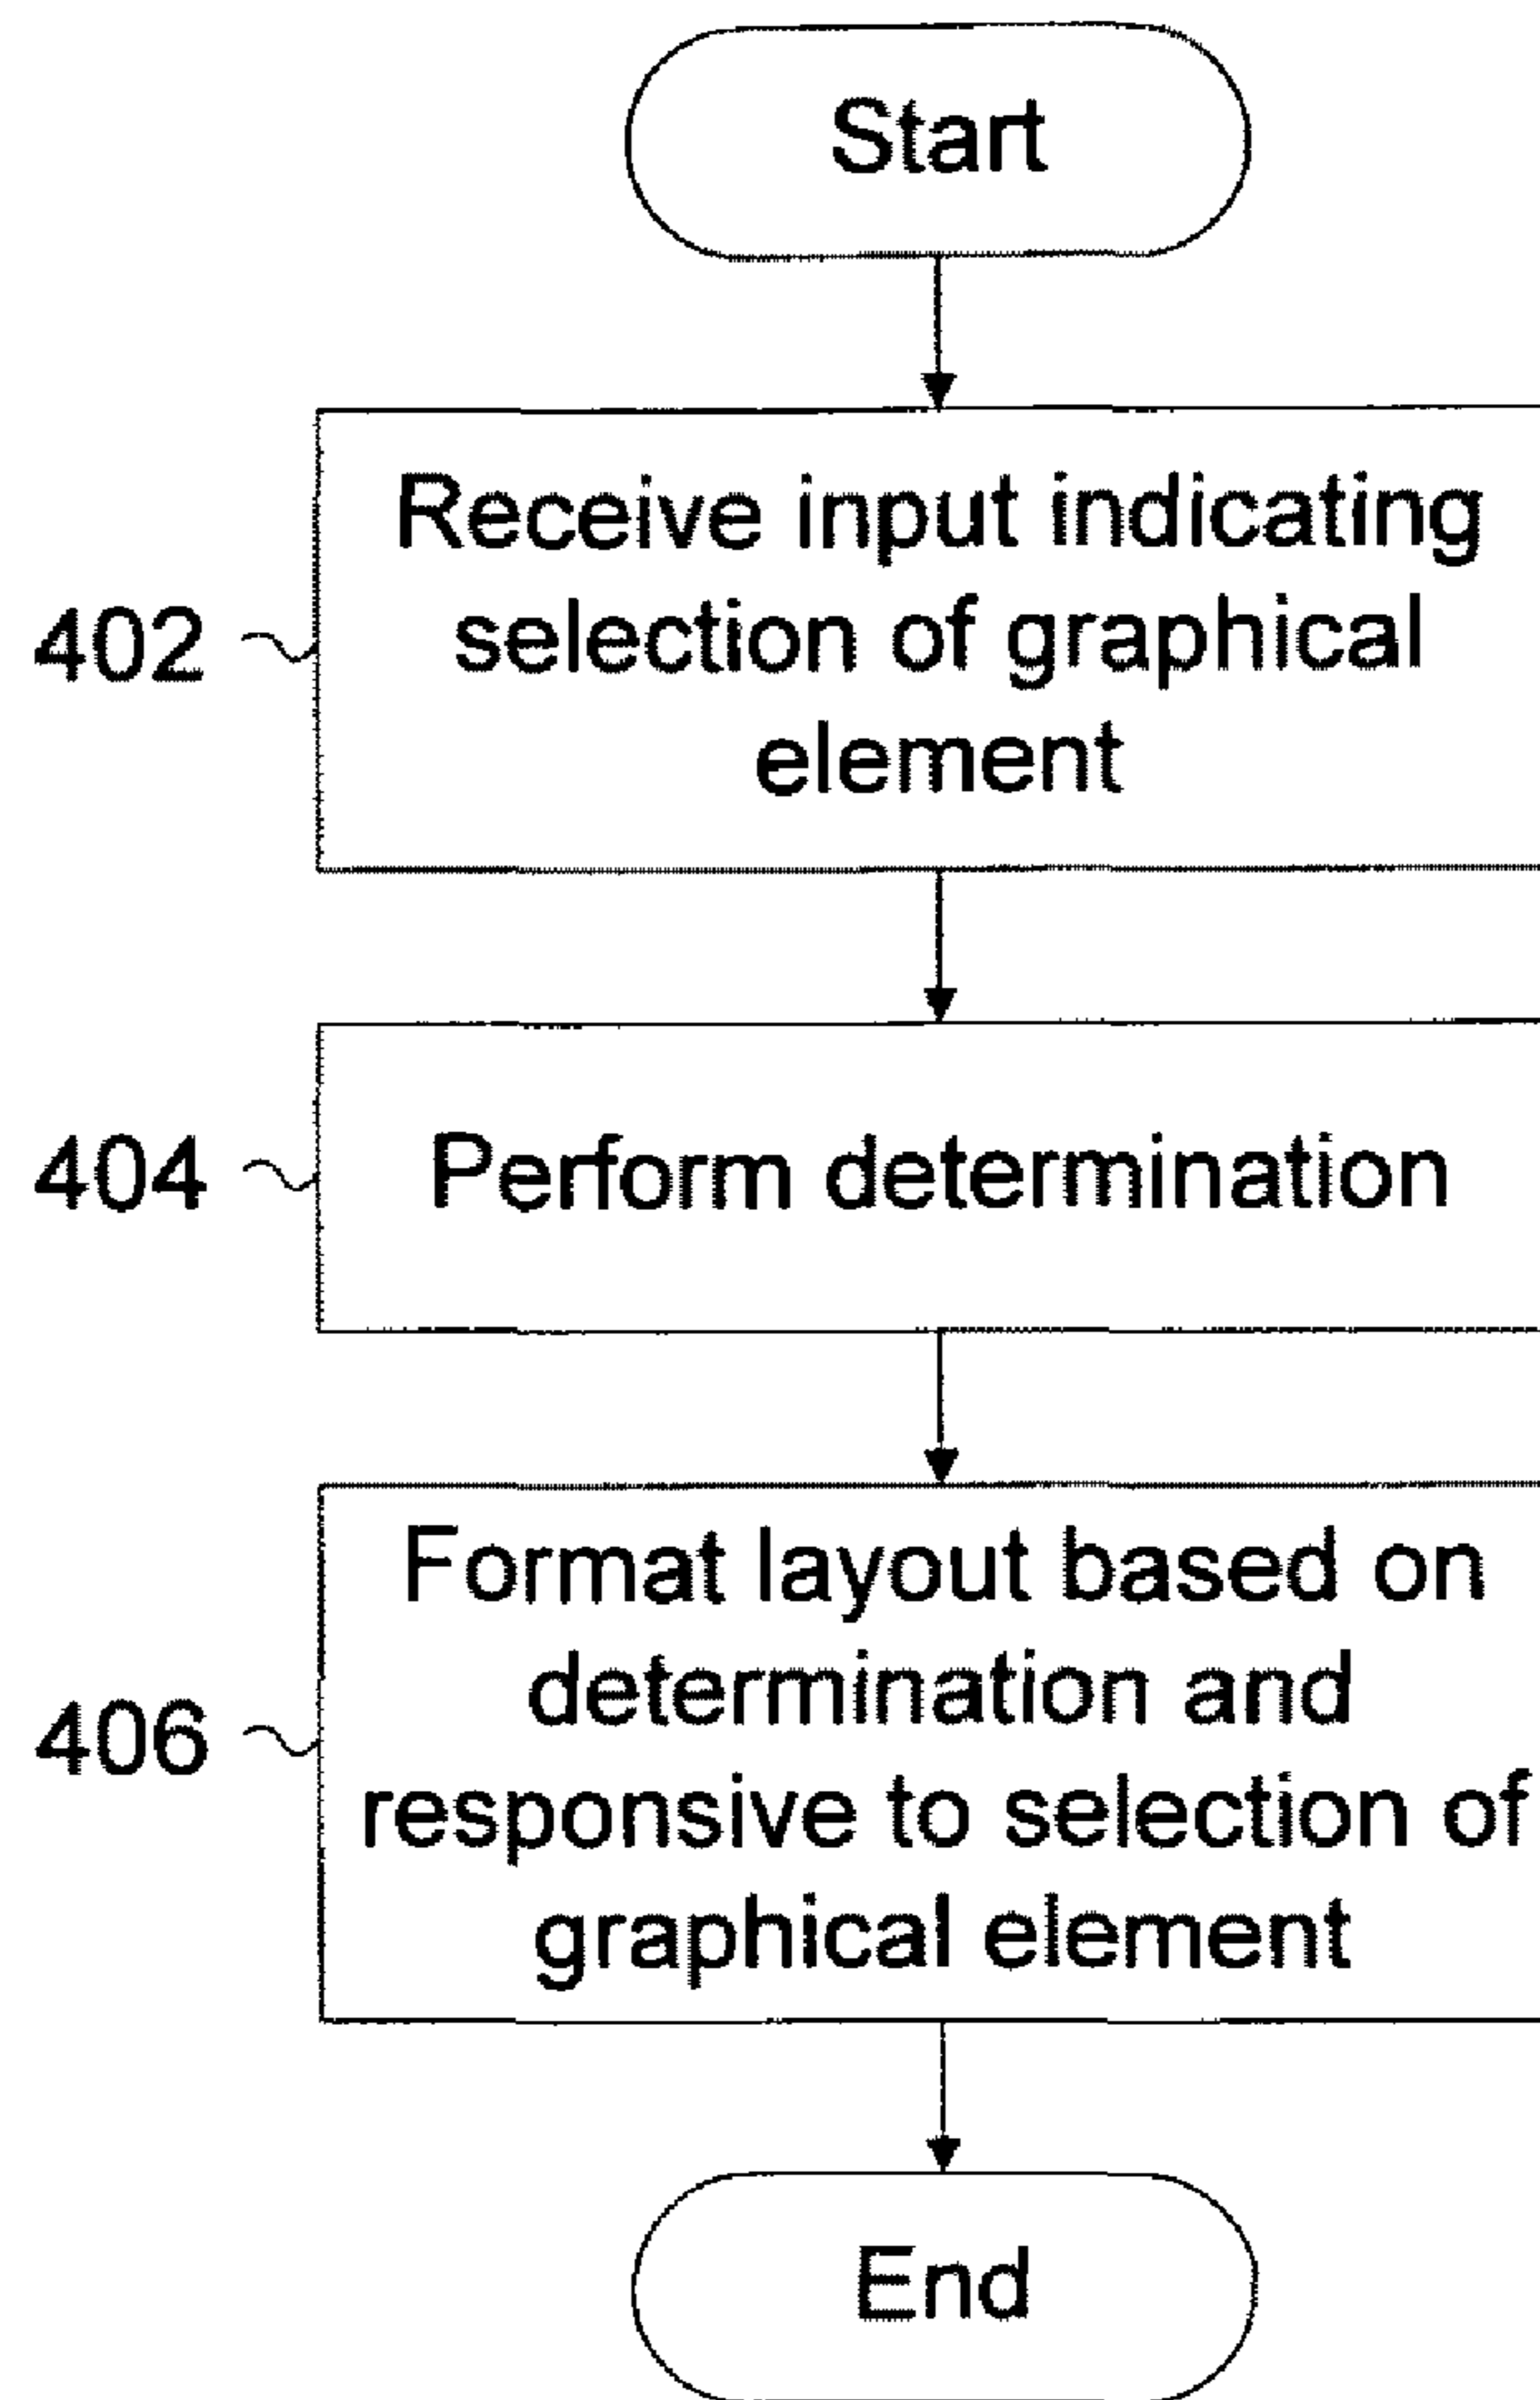 Start
Receive input indicating
selection of graphical
element
402
Perform determination
404
Format layout based on
determination and
responsive to selection of
graphical element
406
End